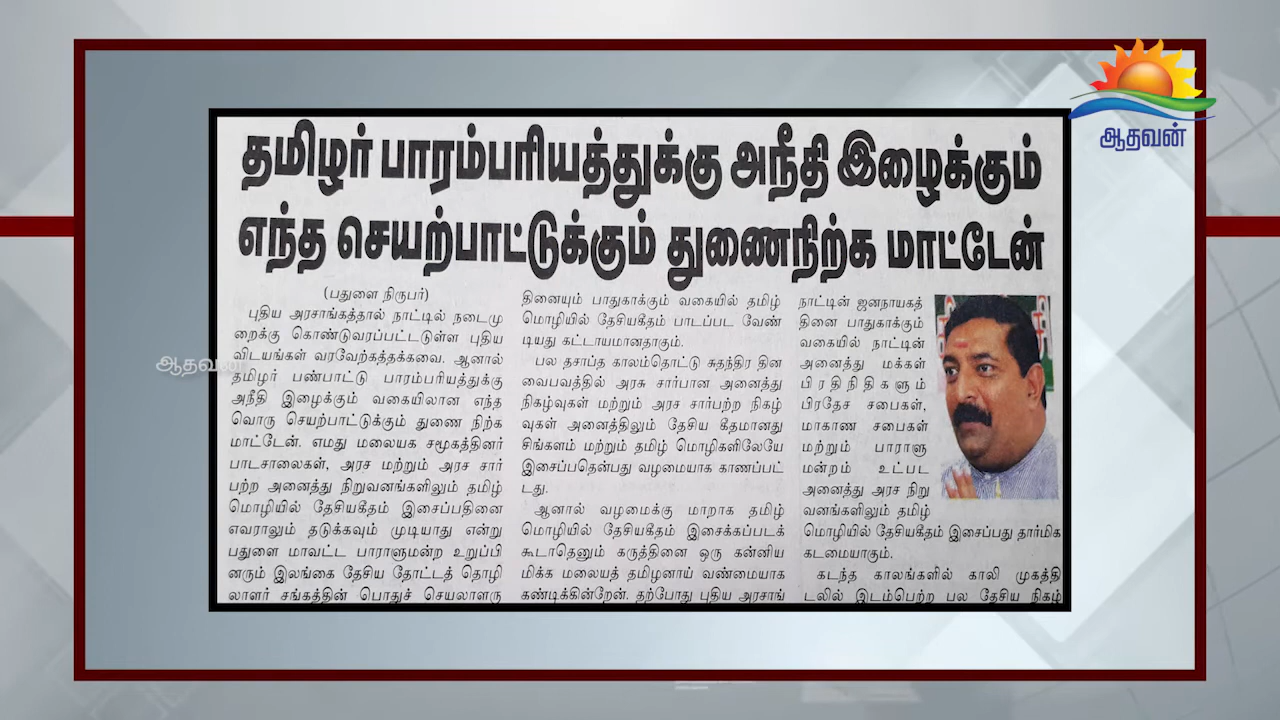 ஆதவன்
தமிழர் பாரம்பரியத்துக்கு அநீதி இழைக்கும்
எந்த செயற்பாட்டுக்கும் துணைநிற்க மாட்டேன்
(பதுளை நிருபர்)
புதிய அரசாங்கத்தால் நாட்டில் நடைமு
றைக்கு கொண்டுவரப்பட்டடுள்ள புதிய
விடயங்கள் வரவேற்கத்தக்கவை. ஆனால்
தமிழர் பண்பாட்டு பாரம்பரியத்துக்கு
அநீதி இழைக்கும் வகையிலான எந்த
வொரு செயற்பாட்டுக்கும் துணை நிற்க
மாட்டேன். எமது மலையக சமூகத்தினர்
பாடசாலைகள், அரச மற்றும் அரச சார்
பற்ற அனைத்து நிறுவனங்களிலும் தமிழ்
மொழியில் தேசியகீதம் இசைப்பதினை
எவராலும் தடுக்கவும் முடியாது என்று
பதுளை மாவட்ட பாராளுமன்ற உறுப்பி
னரும் இலங்கை தேசிய தோட்டத் தொழி
லாளர் சங்கத்தின் பொதுச் செயலாளரு
தினையும் பாதுகாக்கும் வகையில் தமிழ்
மொழியில் தேசியகீதம் பாடப்பட வேண்
டியது கட்டாயமானதாகும்.
பல தசாப்த காலம்தொட்டு சுதந்திர தின
வைபவத்தில் அரசு சார்பான அனைத்து
நிகழ்வுகள் மற்றும் அரச சார்பற்ற நிகழ்
வுகள் அனைத்திலும் தேசிய கீதமானது
சிங்களம் மற்றும் தமிழ் மொழிகளிலேயே
இசைப்பதென்பது வழமையாக காணப்பட்
டது.
ஆனால் வழமைக்கு மாறாக தமிழ்
மொழியில் தேசியகீதம் இசைக்கப்படக்
கூடாதெனும் கருத்தினை ஒரு கன்னிய
மிக்க மலையத் தமிழனாய் வண்மையாக
கண்டிக்கின்றேன். தற்போது புதிய அரசாங்
நாட்டின் ஜனநாயகத்
தினை பாதுகாக்கும்
வகையில் நாட்டின்
அனைத்து மக்கள்
பிரதிநிதிகளும்
பிரதேச சபைகள்,
மாகாண சபைகள்
மற்றும் பாராளு
மன்றம் உட்பட
அனைத்து அரச நிறு
வனங்களிலும் தமிழ்
மொழியில் தேசியகீதம் இசைப்பது தார்மிக
கடமையாகும்.
கடந்த காலங்களில் காலி முகத்தி
டலில் இடம்பெற்ற பல தேசிய நிகழ்
ஆதவன்